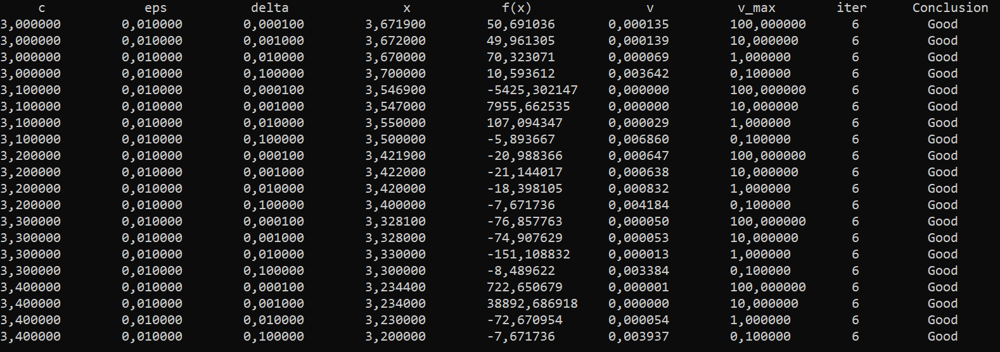 c eps delta x f(x) v v_max iter Conclusion
3,000000 0,010000 0,000100 3,671900 50,691036 0,000135 100,000000 6 Good
3,000000 0,010000 0,001000 3,672000 49,961305 0,000139 10,000000 6 Good
3,000000 0,010000 0,010000 3,670000 70,323071 0,000069 1,000000 6 Good
3,000000 0,010000 0,100000 3,700000 10,593612 0,003642 0,100000 6 Good
3,100000 0,010000 0,000100 3,546900 -5425,302147 0,000000 100,000000 6 Good
3,100000 0,010000 0,001000 3,547000 7955,662535 0,000000 10,000000 6 Good
3,100000 0,010000 0,010000 3,550000 107,094347 0,000029 1,000000 6 Good
3,100000 0,010000 0,100000 3,500000 -5,893667 0,006860 0,100000 6 Good
3,200000 0,010000 0,000100 3,421900 -20,988366 0,000647 100,000000 6 Good
3,200000 0,010000 0,001000 3,422000 -21,144017 0,000638 10,000000 6 Good
3,200000 0,010000 0,010000 3,420000 -18,398105 0,000832 1,000000 6 Good
3,200000 0,010000 0,100000 3,400000 -7,671736 0,004184 0,100000 6 Good
3,300000 0,010000 0,000100 3,328100 -76,857763 0,000050 100,000000 6 Good
3,300000 0,010000 0,001000 3,328000 -74,907629 0,000053 10,000000 6 Good
3,300000 0,010000 0,010000 3,330000 -151,108832 0,000013 1,000000 6 Good
3,300000 0,010000 0,100000 3,300000 -8,489622 0,003384 0,100000 6 Good
3,400000 0,010000 0,000100 3,234400 722,650679 0,000001 100,000000 6 Good
3,400000 0,010000 0,001000 3,234000 38892,686918 0,000000 10,000000 6 Good
3,400000 0,010000 0,010000 3,230000 -72,670954 0,000054 1,000000 6 Good
3,400000 0,010000 0,100000 3,200000 -7,671736 0,003937 0,100000 6 Good